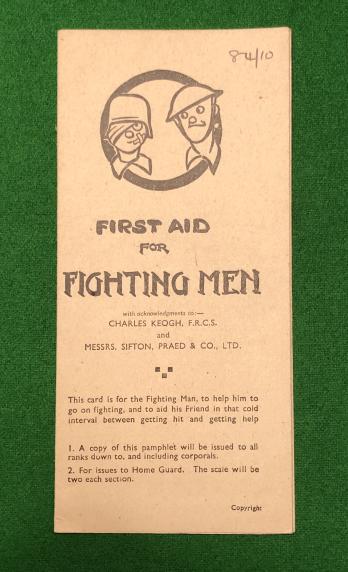 84/10
FIRST AID
FOR
FIGHTING MEN
with acknowledgments to:—
CHARLES KEOGH, F.R.C.S.
and
MESSRS. SIFTON, PRAED & CO., LTD.
This card is for the Fighting Man, to help him to
go on fighting, and to aid his Friend in that cold
interval between getting hit and getting help
1. A copy of this pamphlet will be issued to all
ranks down to, and including corporals.
2. For issues to Home Guard. The scale will be
two each section.
Copyright